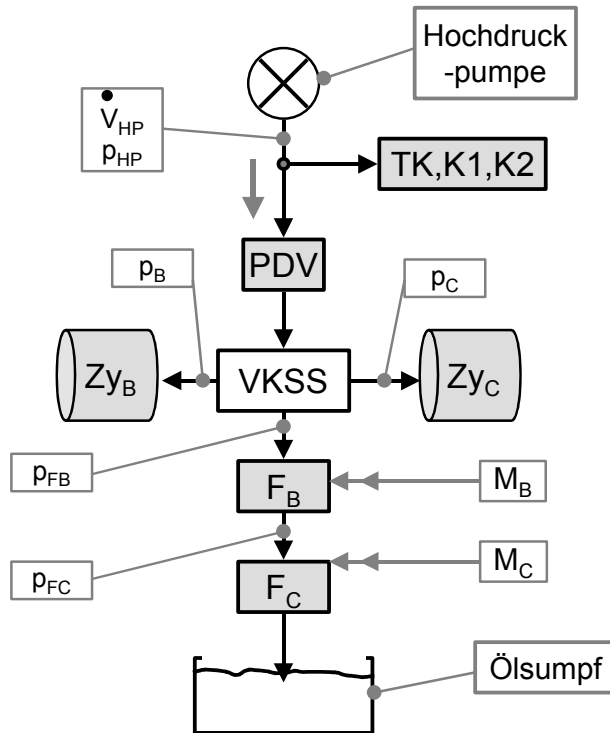 Hochdruck
-pumpe
V̇HP
pHP
TK,K1,K2
PDV
pB
pC
ZyB
VKSS
ZyC
pFB
FB
MB
pFC
FC
MC
Ölsumpf